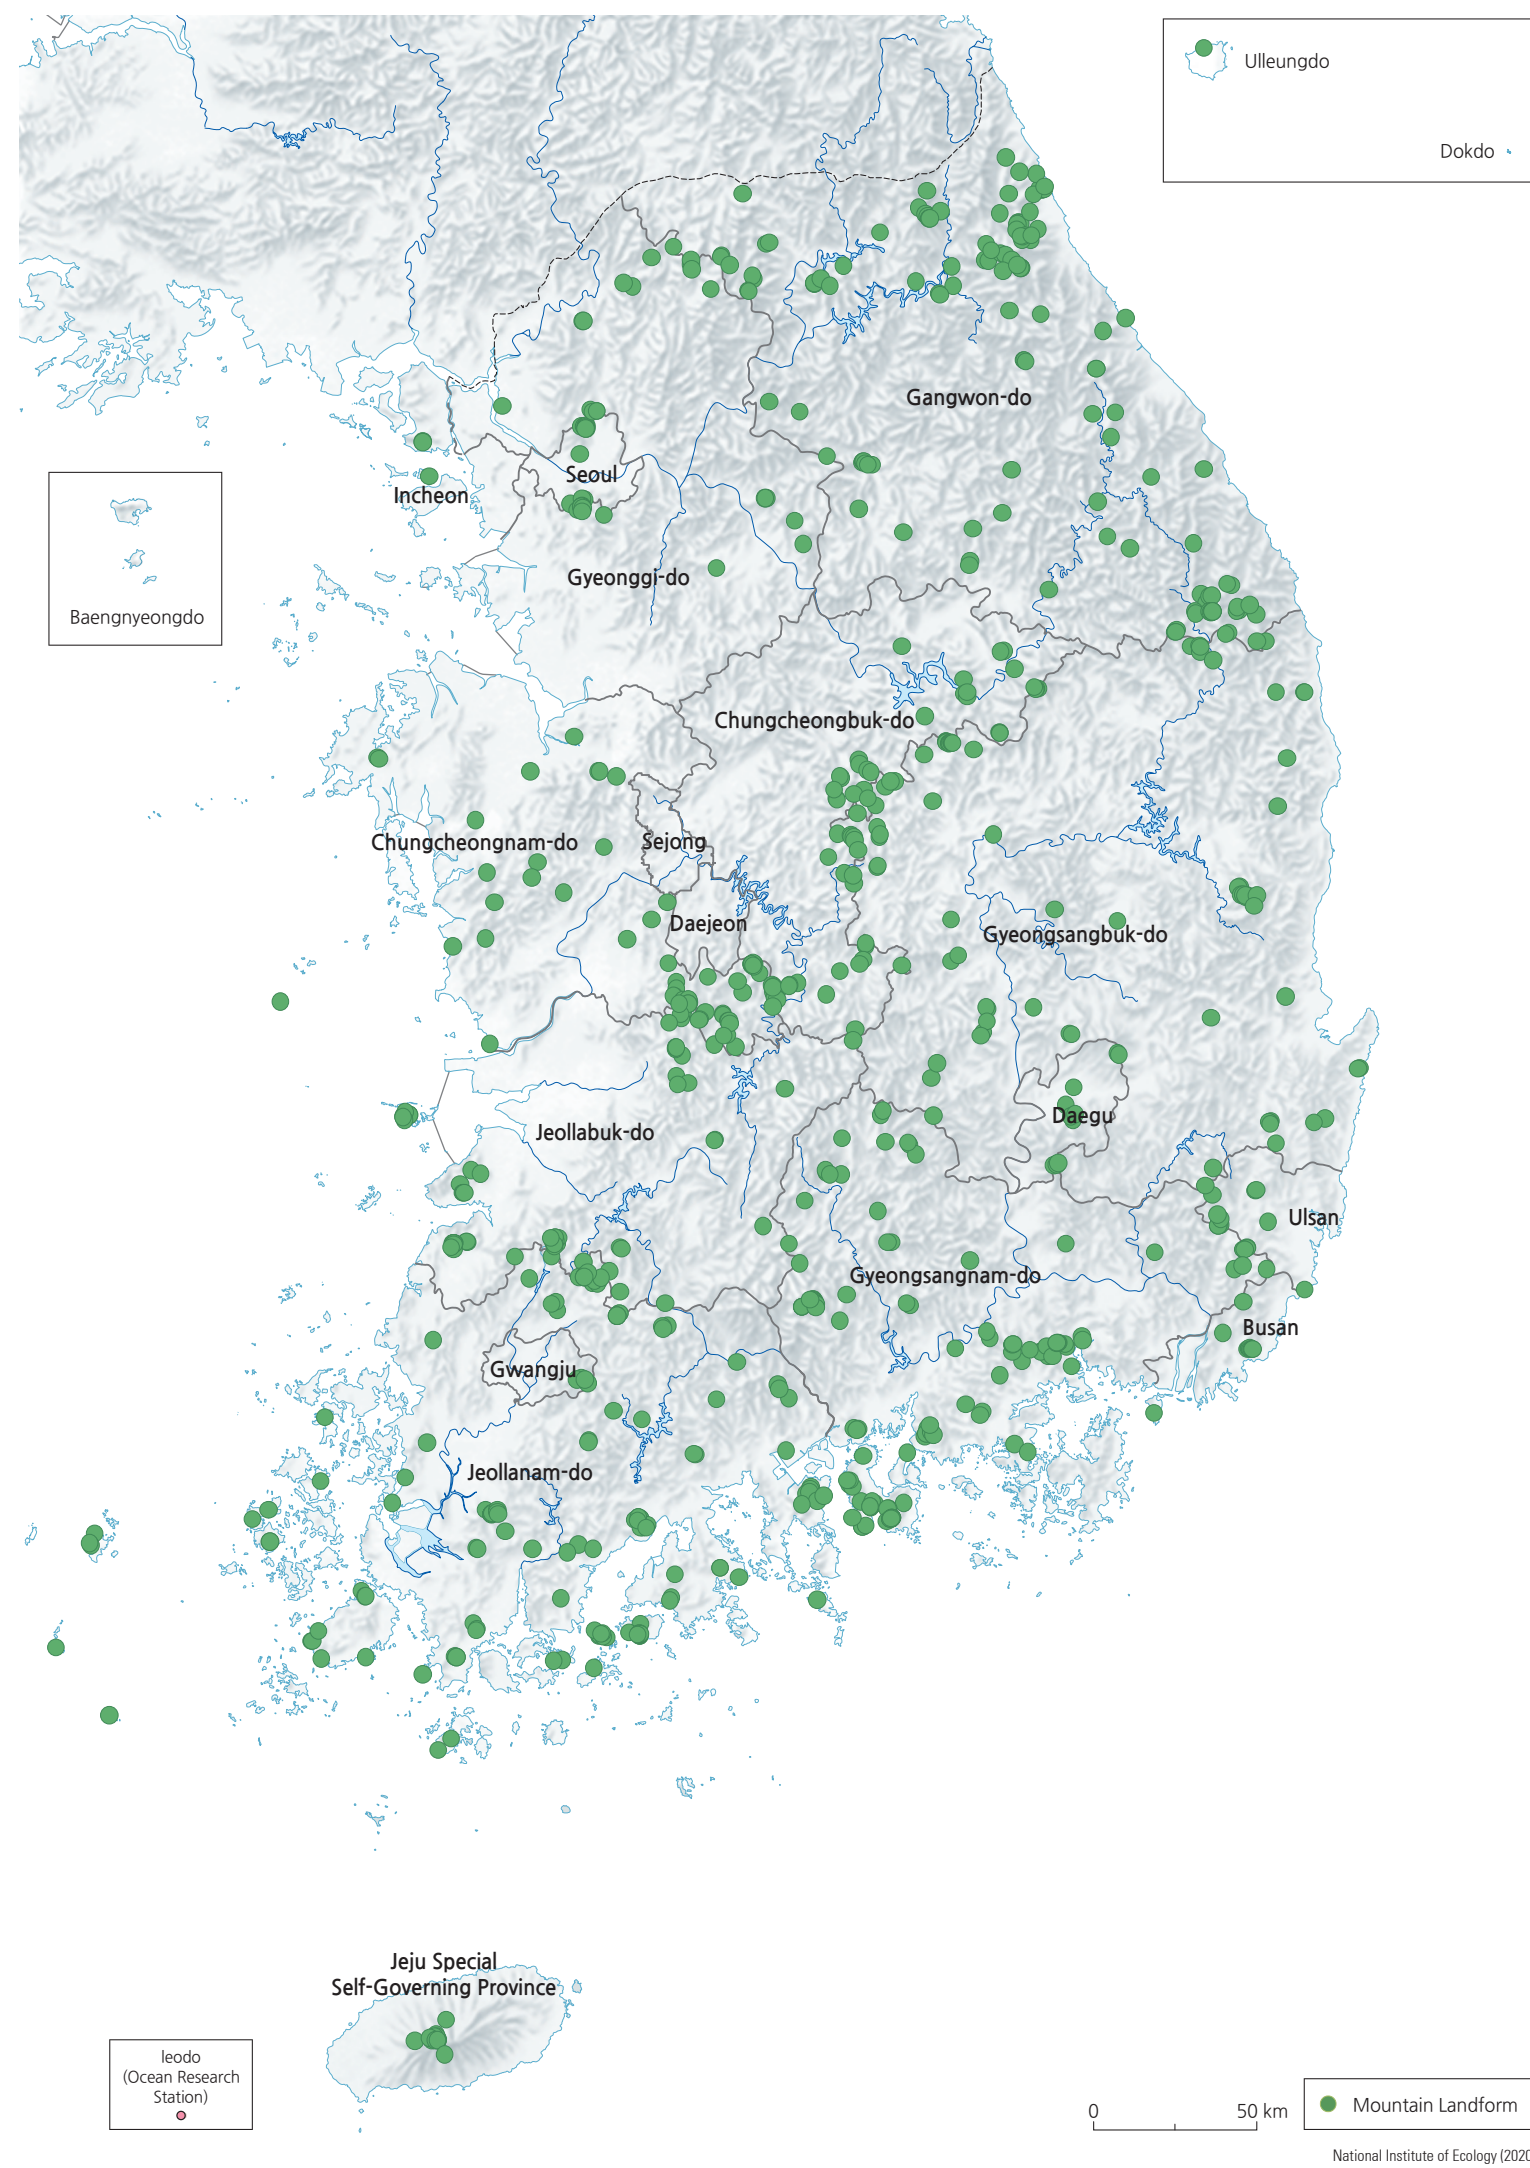 Ulleungdo
Dokdo
Gangwon-do
Seoul
Incheon
Gyeonggi-do
Baengnyeongdo
Chungcheongbuk-do
Chungcheongnam-do
Sejong
Daejeon
Gyeongsangbuk-do
Daegu
Jeollabuk-do
Ulsan
Gyeongsangnam-do
Busan
Gwangju
Jeollanam-do
Jeju Special
Self-Governing Province
Ieodo
(Ocean Research
Station)
0 50 km
Mountain Landform
National Institute of Ecology (2020